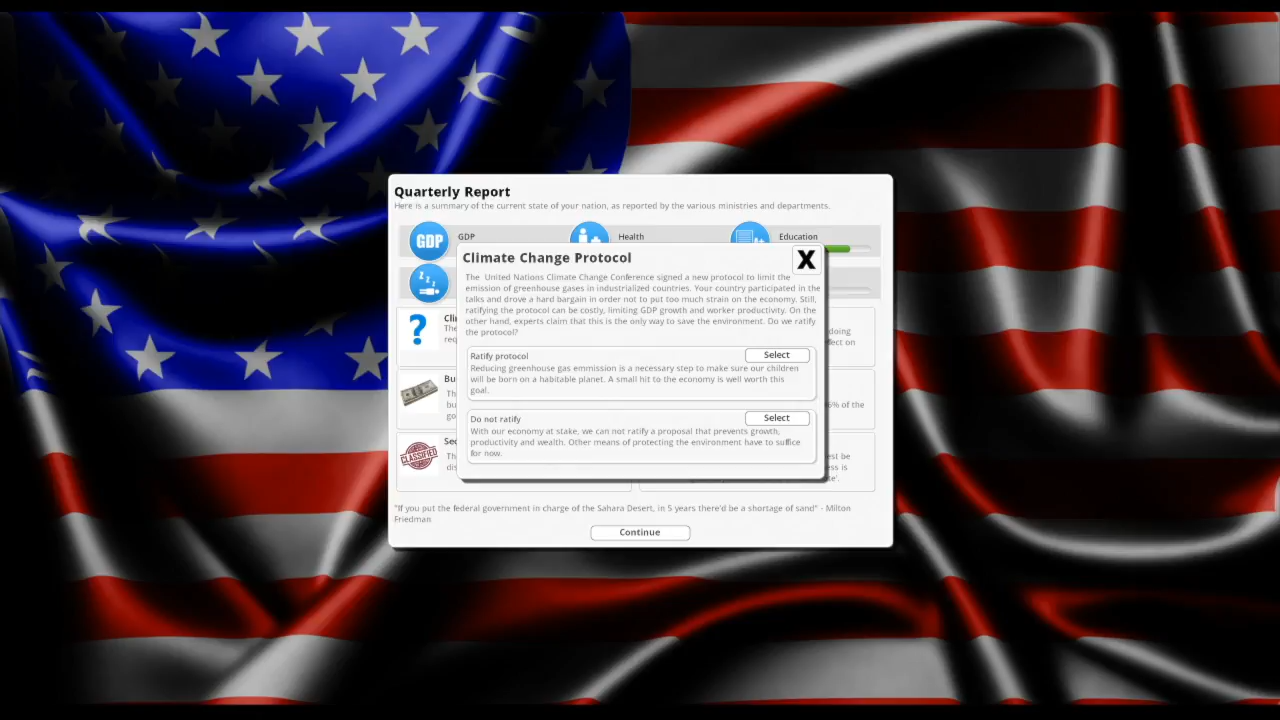 Quarterly Report
Here is a summary of the current state of your nation, as reported by the various ministries and departments.
GDP
GDP
Health
Education
Climate Change Protocol
X
The United Nations Climate Change Conference signed a new protocol to limit the
emission of greenhouse gases in industrialized countries. Your country participated in the
talks and drove a hard bargain in order not to put too much strain on the economy. Still,
ratifying the protocol can be costly, limiting GDP growth and worker productivity. On the
other hand, experts claim that this is the only way to save the environment. Do we ratify
the protocol?
Ratify protocol
Select
Reducing greenhouse gas emmission is a necessary step to make sure our children
will be born on a habitable planet. A small hit to the economy is well worth this
goal.
Do not ratify
Select
With our economy at stake, we can not ratify a proposal that prevents growth,
productivity and wealth. Other means of protecting the environment have to suffice
for now.
?
doing
6% of the
CLASSIFIED
"If you put the federal government in charge of the Sahara Desert, in 5 years there'd be a shortage of sand" - Milton
Friedman
Continue